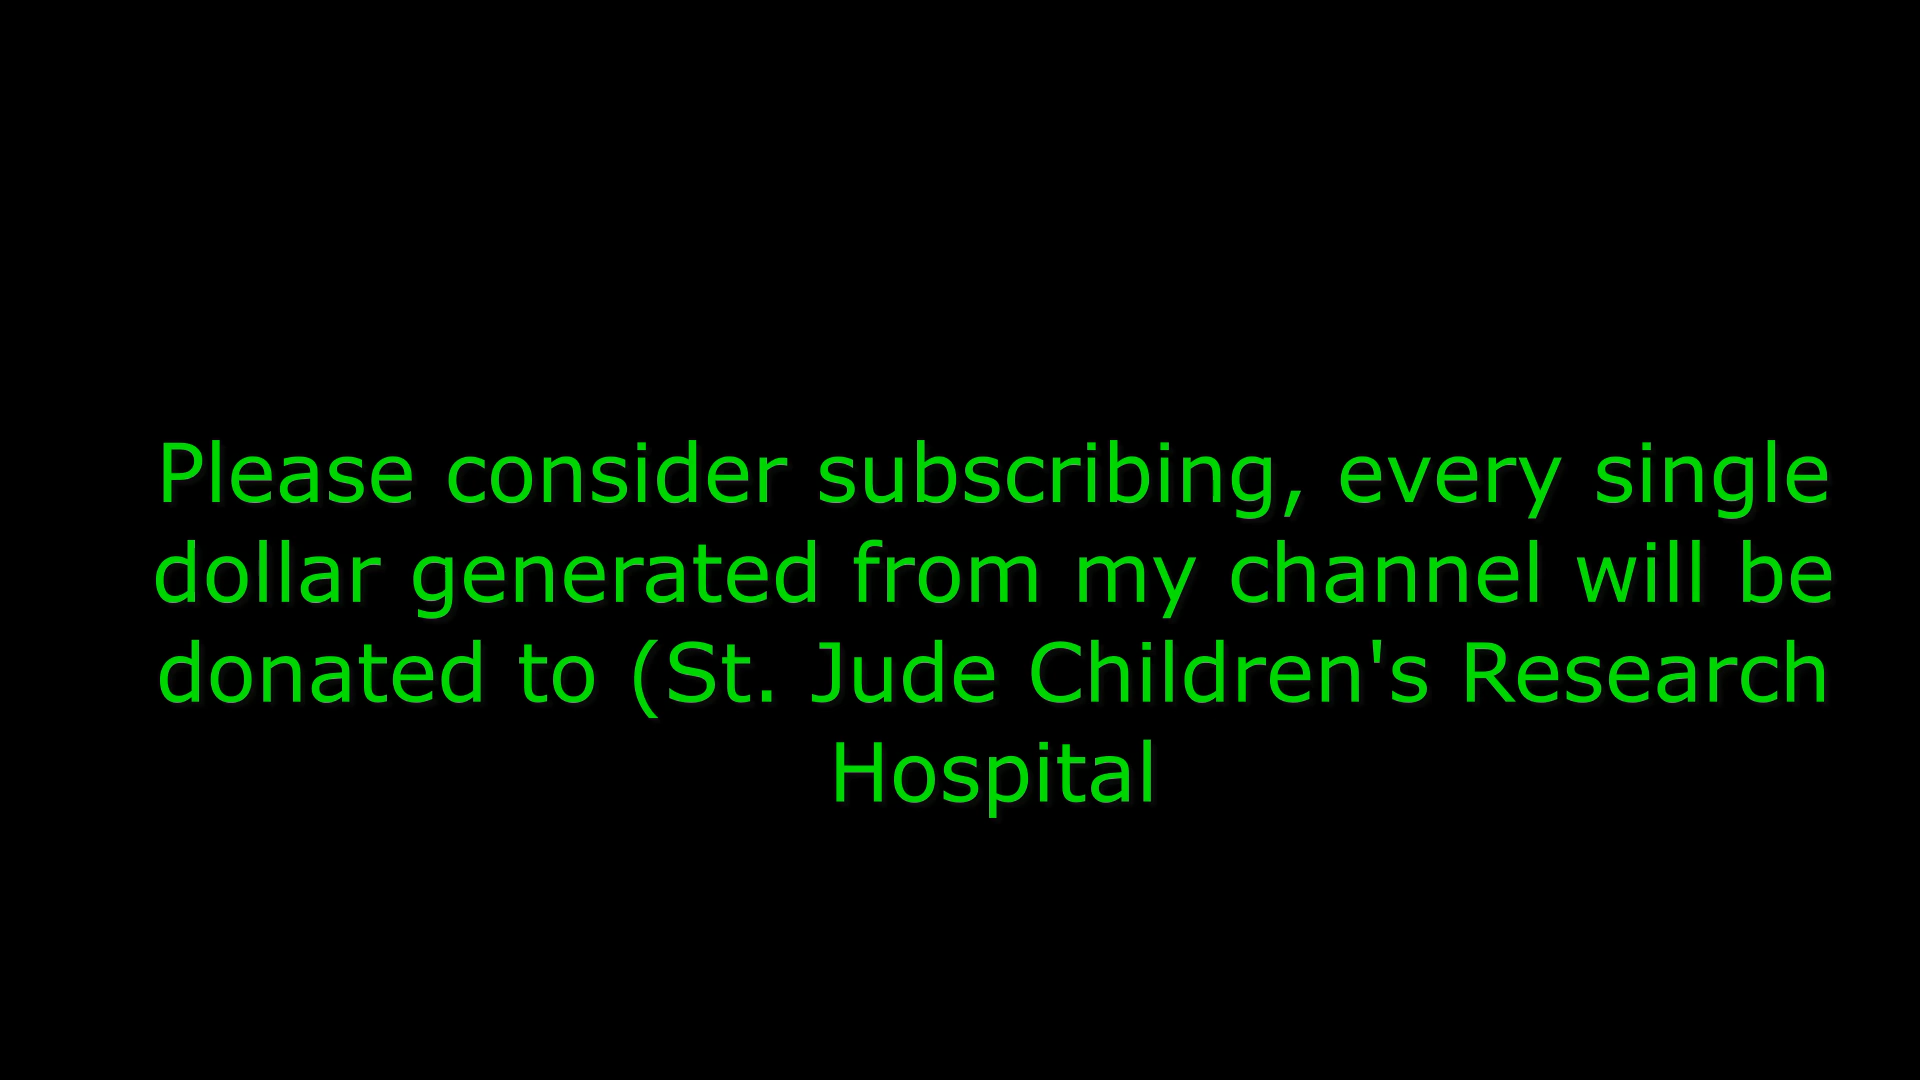 Please consider subscribing, every single
dollar generated from my channel will be
donated to (St. Jude Children's Research
Hospital